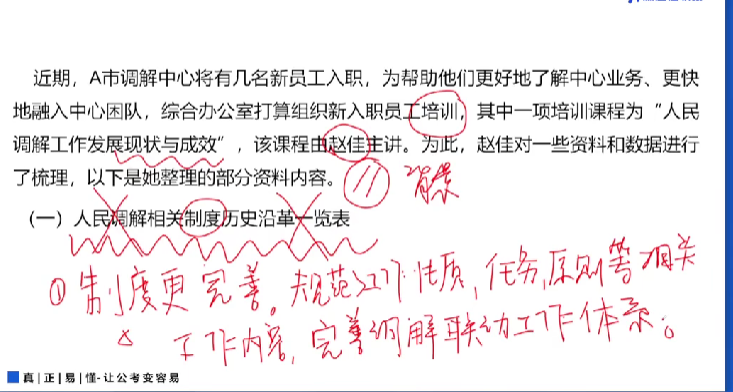 近期，A市调解中心将有几名新员工入职，为帮助他们更好地了解中心业务、更快
地融入中心团队，综合办公室打算组织新入职员工培训，其中一项培训课程为“人民
调解工作发展现状与成效”，该课程由赵佳主讲。为此，赵佳对一些资料和数据进行
了梳理，以下是她整理的部分资料内容。 // 背景
（一）人民调解相关制度历史沿革一览表
①制度更完善。规范 工作性质，任务，原则等相关
工作内容，完善调解联动工作体系。
真|正|易|懂-让公考变容易